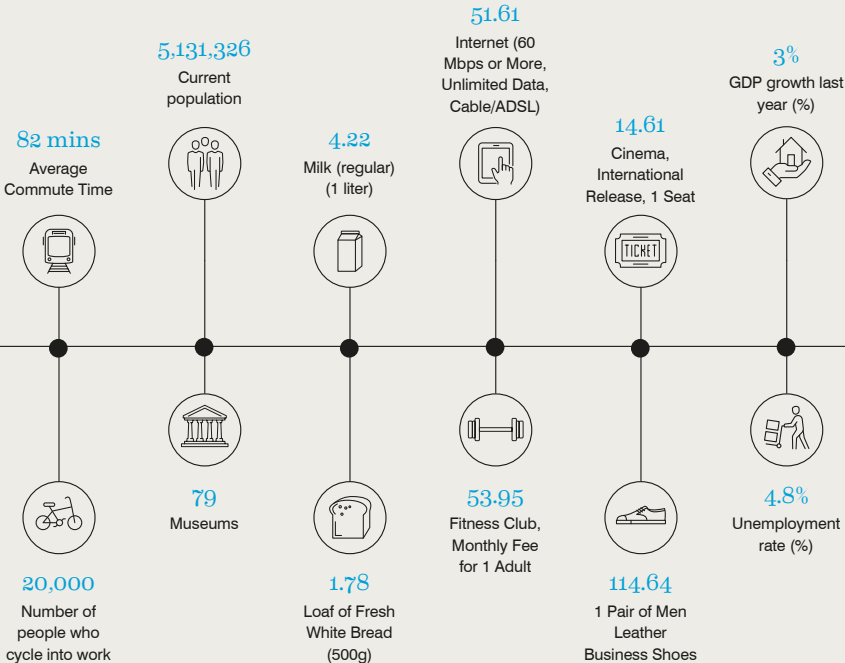 82 mins
Average
Commute Time
5,131,326
Current
population
4.22
Milk (regular)
(1 liter)
51.61
Internet (60
Mbps or More,
Unlimited Data,
Cable/ADSL)
14.61
Cinema,
International
Release, 1 Seat
TICKET
3%
GDP growth last
year (%)
20,000
Number of
people who
cycle into work
79
Museums
1.78
Loaf of Fresh
White Bread
(500g)
53.95
Fitness Club,
Monthly Fee
for 1 Adult
114.64
1 Pair of Men
Leather
Business Shoes
4.8%
Unemployment
rate (%)